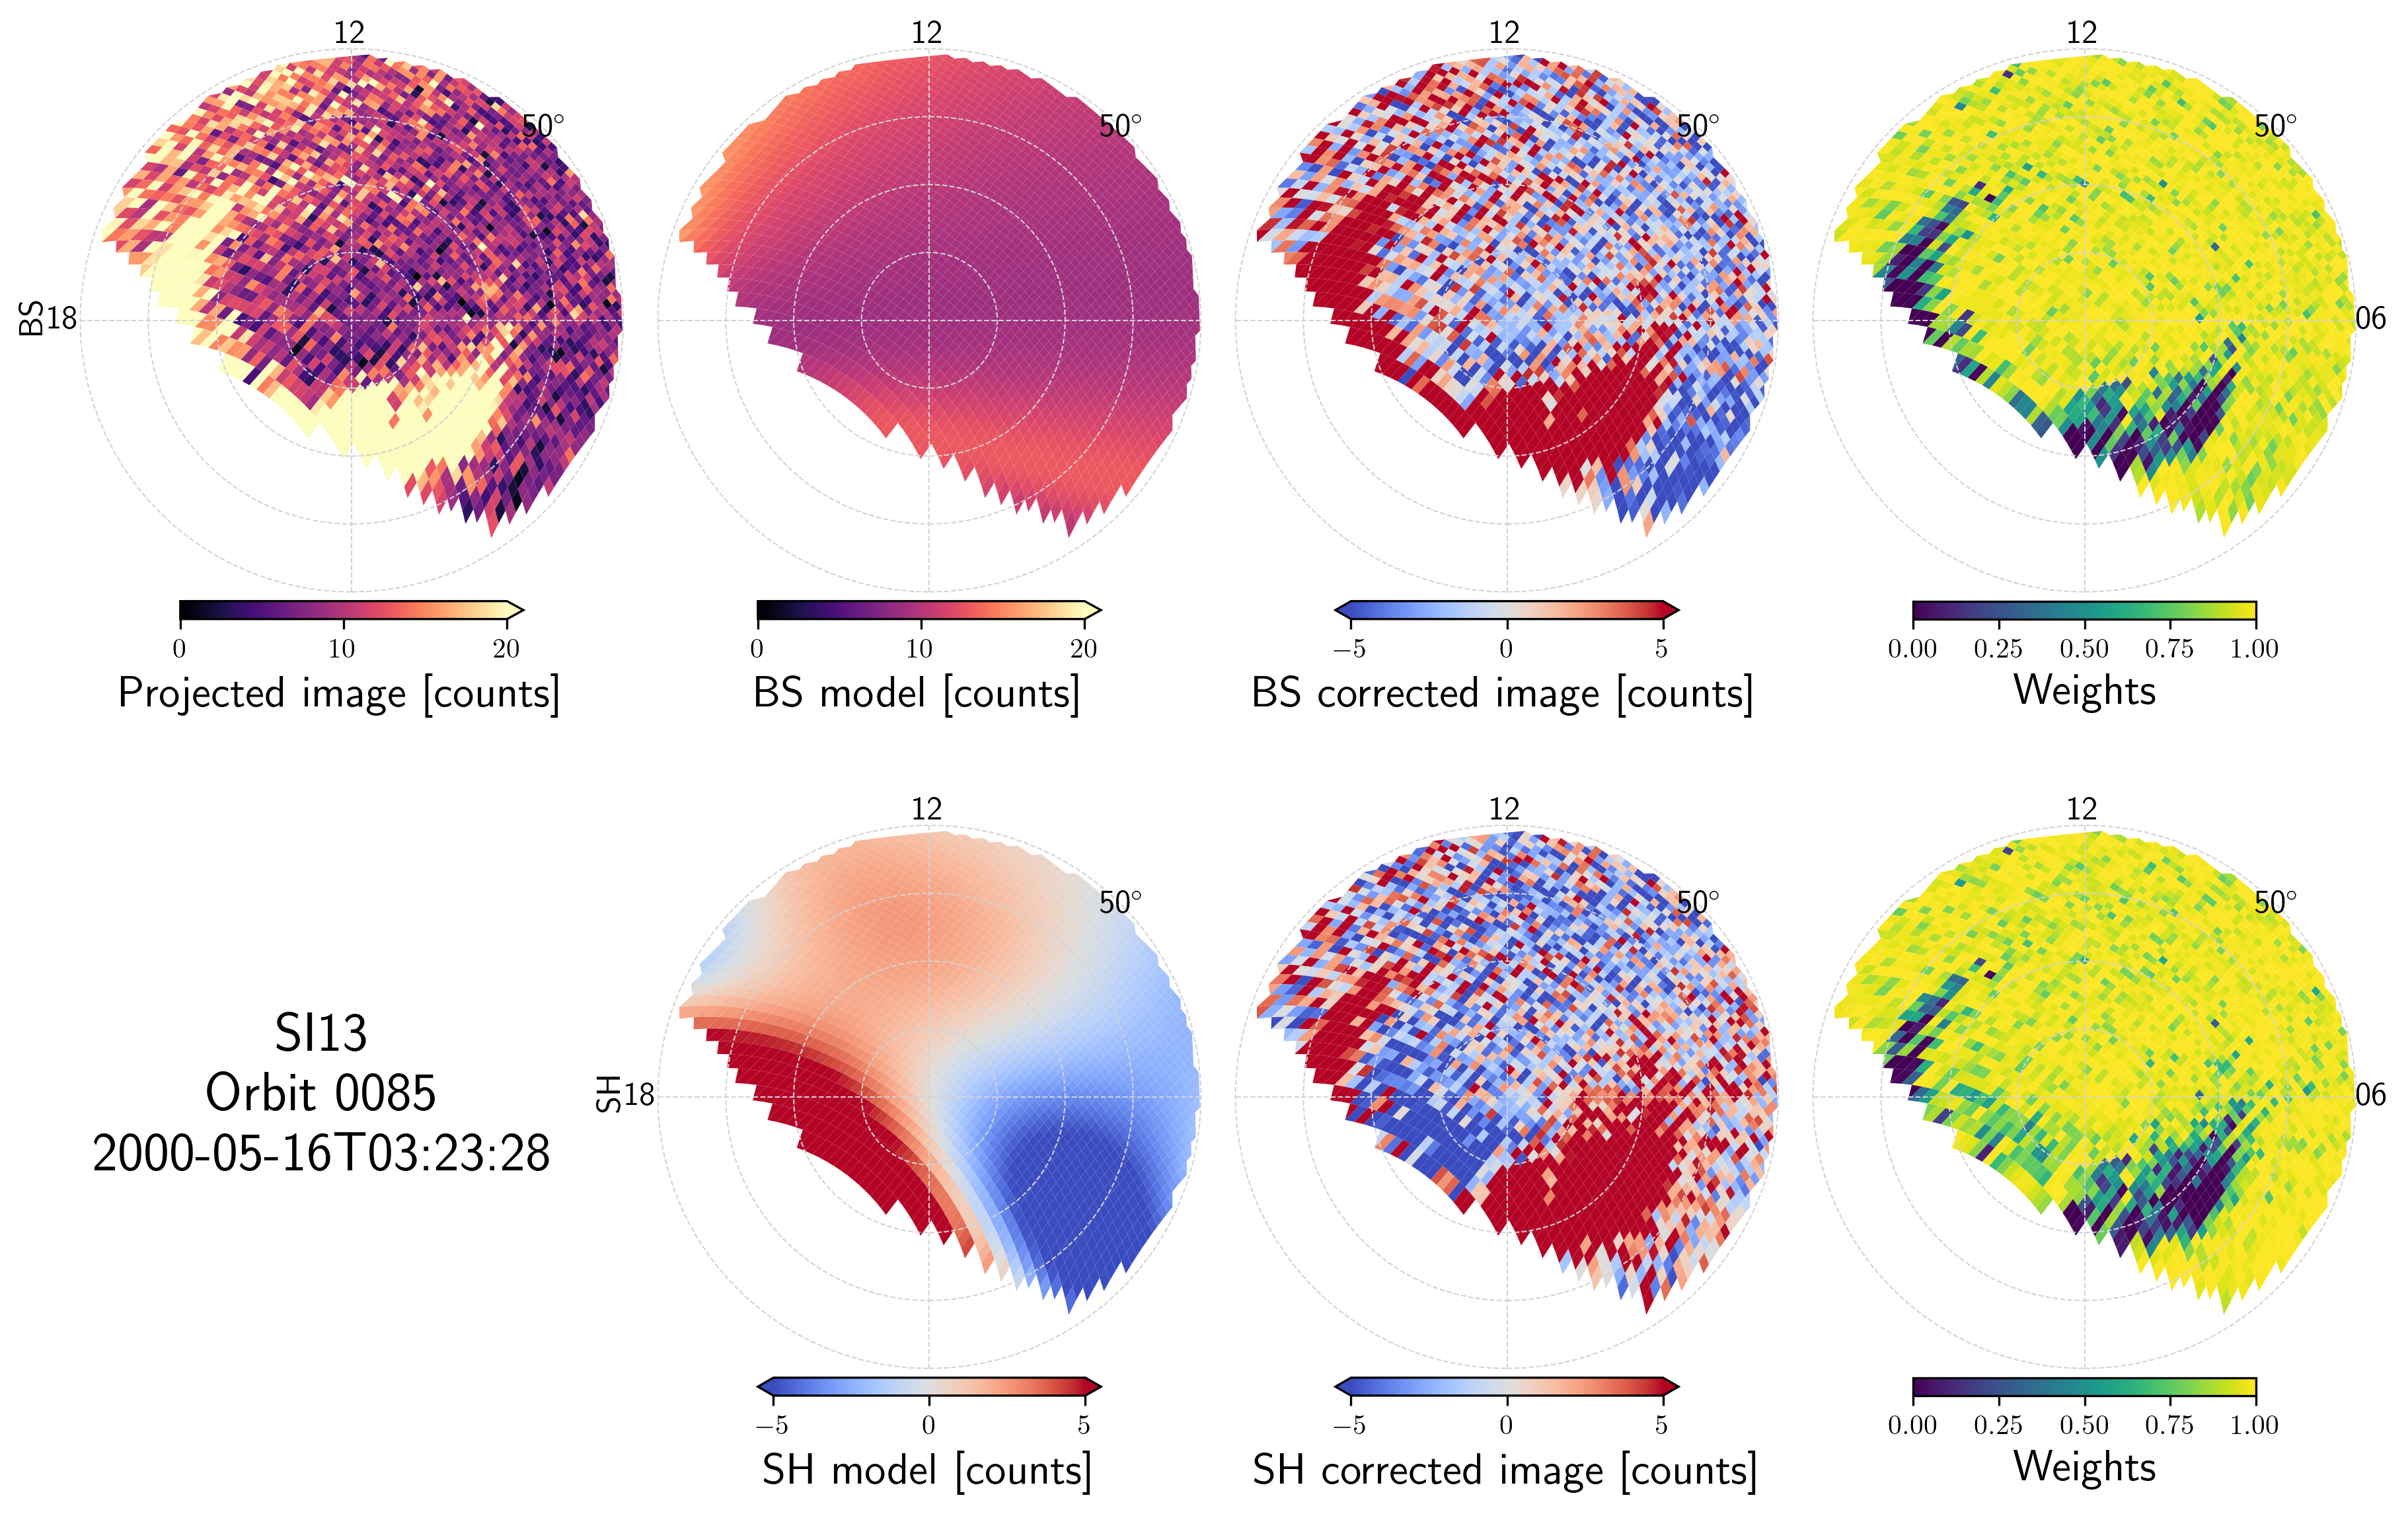 12 12 12 12
50° 50° 50° 50°
BS 18 06
0 10 20 0 10 20 −5 0 5 0.00 0.25 0.50 0.75 1.00
Projected image [counts] BS model [counts] BS corrected image [counts] Weights
12 12 12
50° 50° 50°
SI13
Orbit 0085
2000-05-16T03:23:28
SH 18 06
−5 0 5 −5 0 5 0.00 0.25 0.50 0.75 1.00
SH model [counts] SH corrected image [counts] Weights